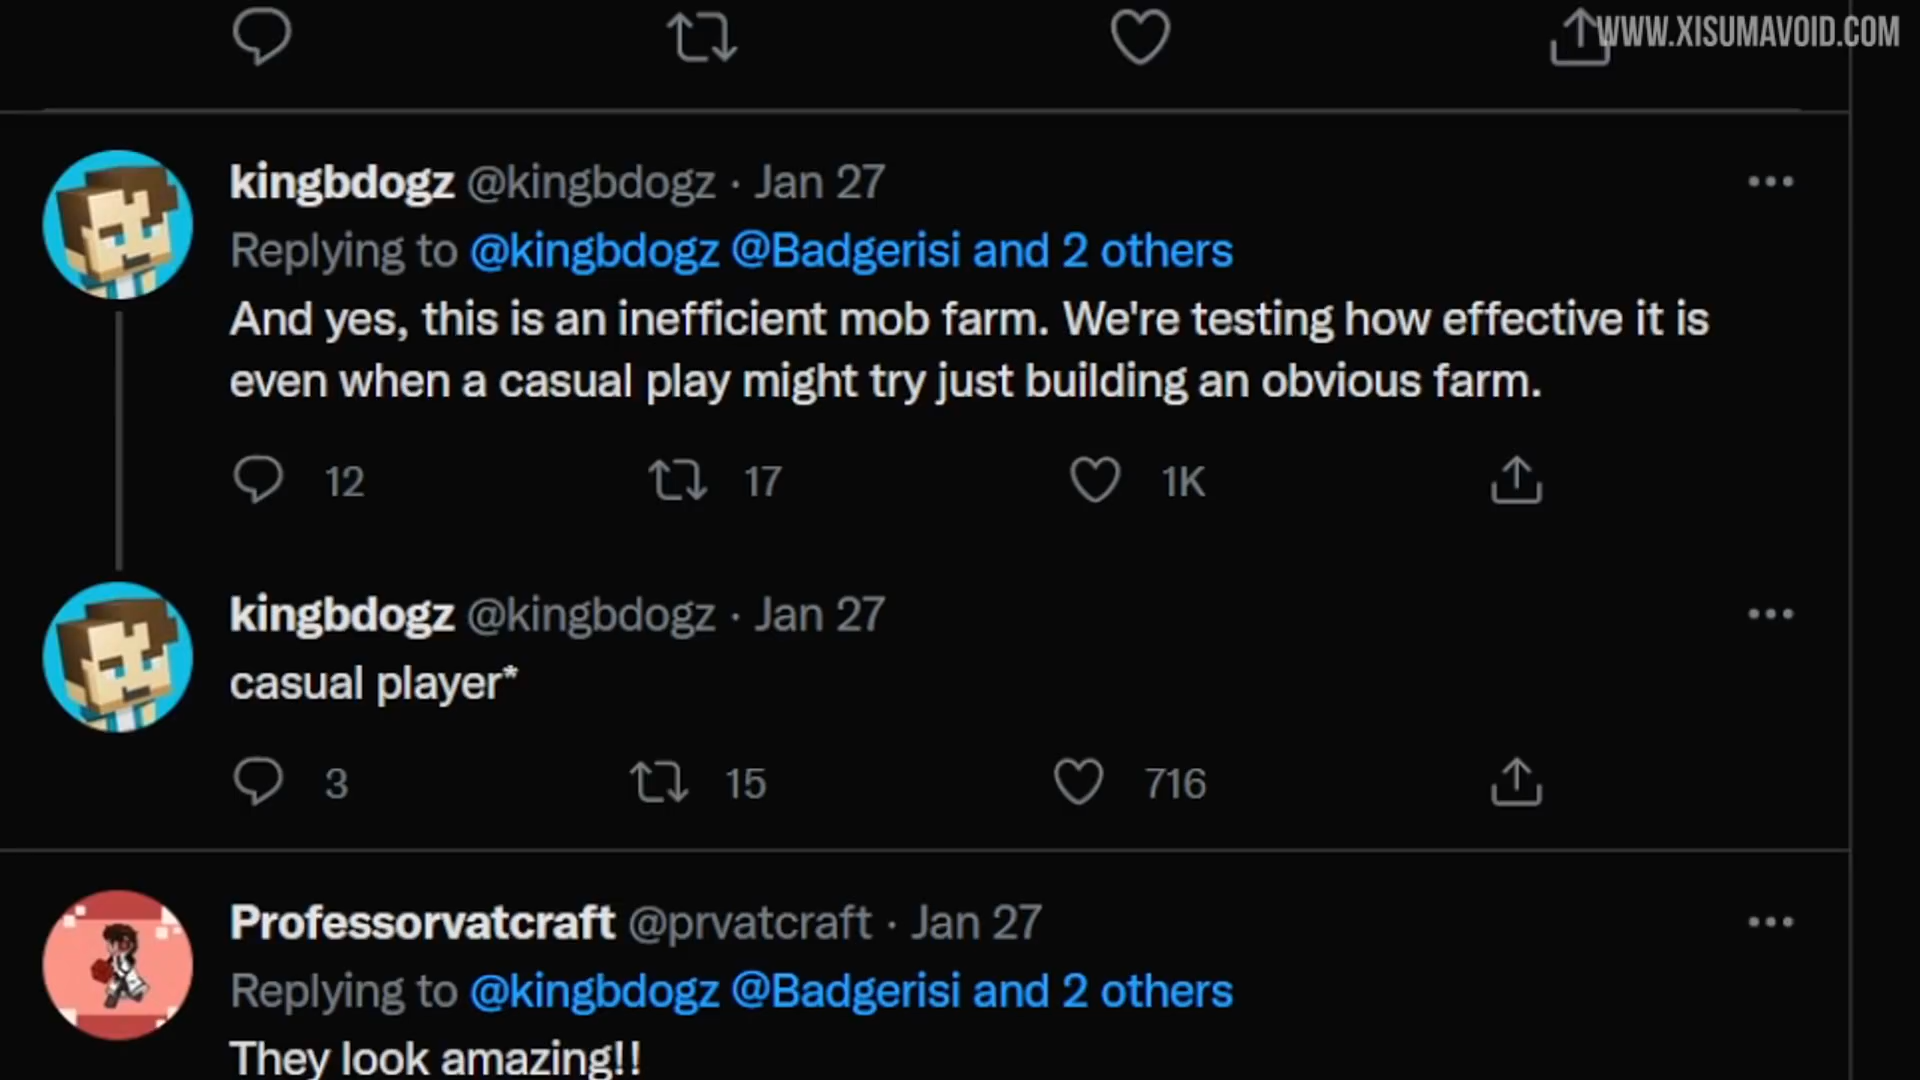 WWW.XISUMAVOID.COM
kingbdogz @kingbdogz · Jan 27
Replying to @kingbdogz @Badgerisi and 2 others
And yes, this is an inefficient mob farm. We're testing how effective it is
even when a casual play might try just building an obvious farm.
12 17 1K
kingbdogz @kingbdogz · Jan 27
casual player*
3 15 716
Professorvatcraft @prvatcraft · Jan 27
Replying to @kingbdogz @Badgerisi and 2 others
They look amazing!!